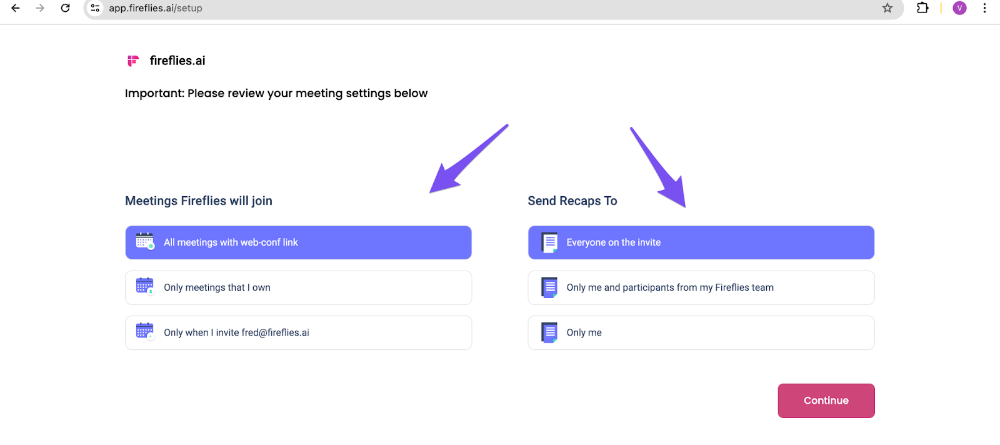 app.fireflies.ai/setup
V
fireflies.ai
Important: Please review your meeting settings below
Meetings Fireflies will join
All meetings with web-conf link
Only meetings that I own
Only when I invite fred@fireflies.ai
Send Recaps To
Everyone on the invite
Only me and participants from my Fireflies team
Only me
Continue